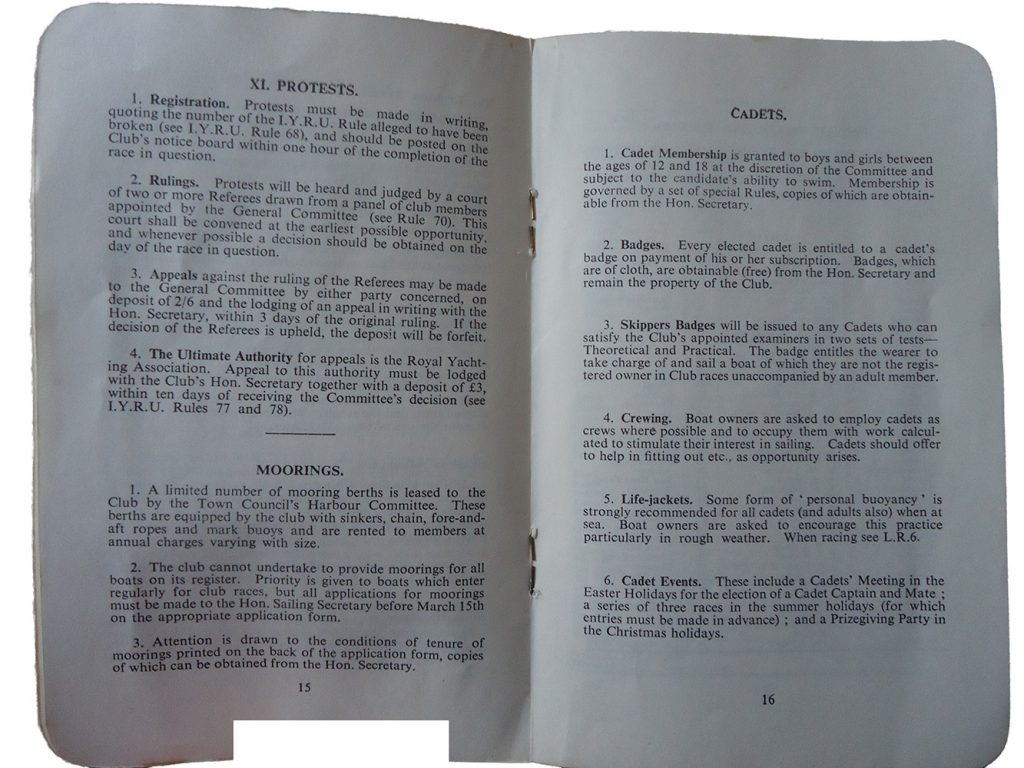 XI. PROTESTS.
1. Registration. Protests must be made in writing,
quoting the number of the I.Y.R.U. Rule alleged to have been
broken (see I.Y.R.U. Rule 68), and should be posted on the
Club's notice board within one hour of the completion of the
race in question.
2. Rulings. Protests will be heard and judged by a court
of two or more Referees drawn from a panel of club members
appointed by the General Committee (see Rule 70). This
court shall be convened at the earliest possible opportunity,
and whenever possible a decision should be obtained on the
day of the race in question.
3. Appeals against the ruling of the Referees may be made
to the General Committee by either party concerned, on
deposit of 2/6 and the lodging of an appeal in writing with the
Hon. Secretary, within 3 days of the original ruling. If the
decision of the Referees is upheld, the deposit will be forfeit.
4. The Ultimate Authority for appeals is the Royal Yacht-
ing Association. Appeal to this authority must be lodged
with the Club's Hon. Secretary together with a deposit of £3,
within ten days of receiving the Committee's decision (see
I.Y.R.U. Rules 77 and 78).
MOORINGS.
1. A limited number of mooring berths is leased to the
Club by the Town Council's Harbour Committee. These
berths are equipped by the club with sinkers, chain, fore-and-
aft ropes and mark buoys and are rented to members at
annual charges varying with size.
2. The club cannot undertake to provide moorings for all
boats on its register. Priority is given to boats which enter
regularly for club races, but all applications for moorings
must be made to the Hon. Sailing Secretary before March 15th
on the appropriate application form.
3. Attention is drawn to the conditions of tenure of
moorings printed on the back of the application form, copies
of which can be obtained from the Hon. Secretary.
15
CADETS.
1. Cadet Membership is granted to boys and girls between
the ages of 12 and 18 at the discretion of the Committee and
subject to the candidate's ability to swim. Membership is
governed by a set of special Rules, copies of which are obtain-
able from the Hon. Secretary.
2. Badges. Every elected cadet is entitled to a cadet's
badge on payment of his or her subscription. Badges, which
are of cloth, are obtainable (free) from the Hon. Secretary and
remain the property of the Club.
3. Skippers Badges will be issued to any Cadets who can
satisfy the Club's appointed examiners in two sets of tests—
Theoretical and Practical. The badge entitles the wearer to
take charge of and sail a boat of which they are not the regis-
tered owner in Club races unaccompanied by an adult member.
4. Crewing. Boat owners are asked to employ cadets as
crews where possible and to occupy them with work calcul-
ated to stimulate their interest in sailing. Cadets should offer
to help in fitting out etc., as opportunity arises.
5. Life-jackets. Some form of ' personal buoyancy ' is
strongly recommended for all cadets (and adults also) when at
sea. Boat owners are asked to encourage this practice
particularly in rough weather. When racing see L.R.6.
6. Cadet Events. These include a Cadets' Meeting in the
Easter Holidays for the election of a Cadet Captain and Mate ;
a series of three races in the summer holidays (for which
entries must be made in advance) ; and a Prizegiving Party in
the Christmas holidays.
16